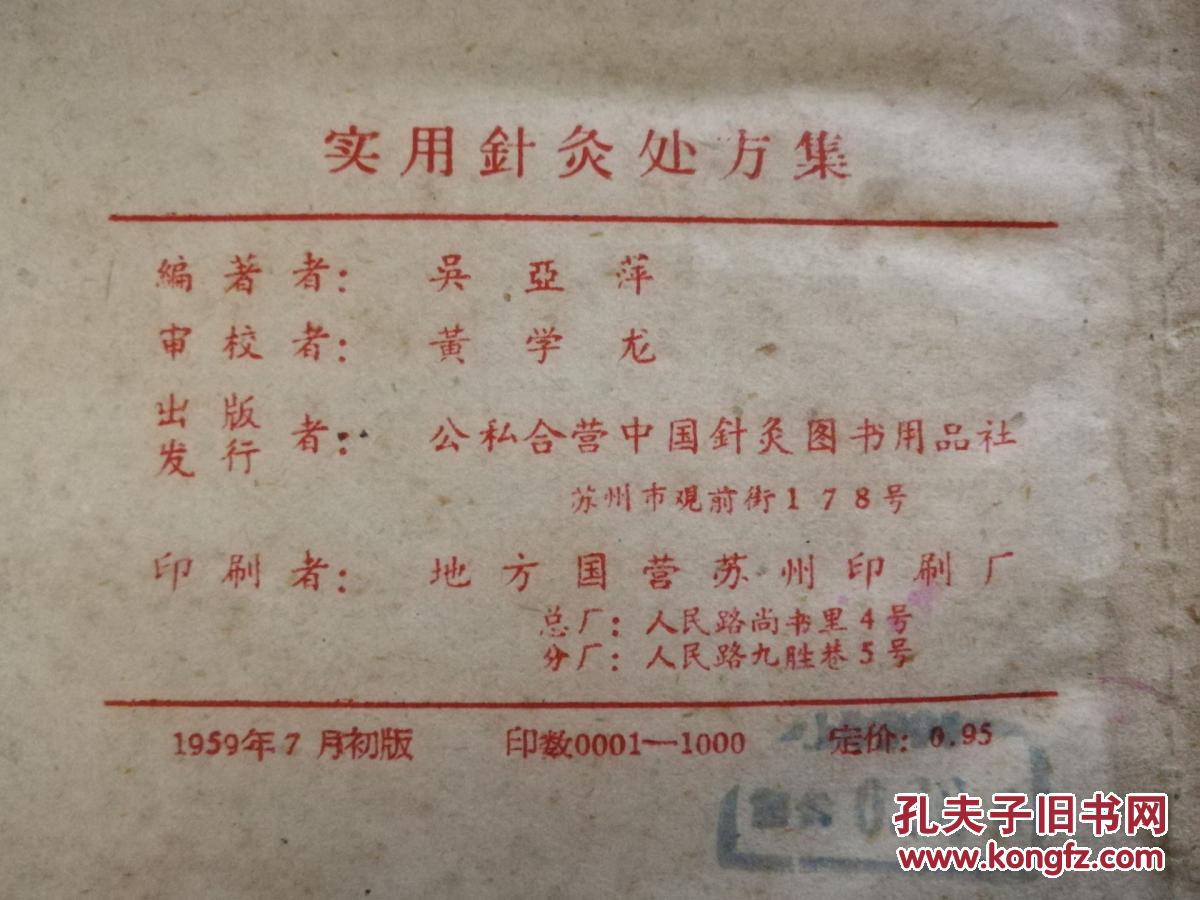 实用針灸处方集
編著者：吳亞萍
审校者：黃学尤
出版
发行者：公私合营中国針灸图书用品社
苏州市观前街178号
印刷者：地方国营苏州印刷厂
总厂：人民路尚书里4号
分厂：人民路九胜巷5号
1959年7月初版 印数0001—1000 定价：0.95
孔夫子旧书网
www.kongfz.com